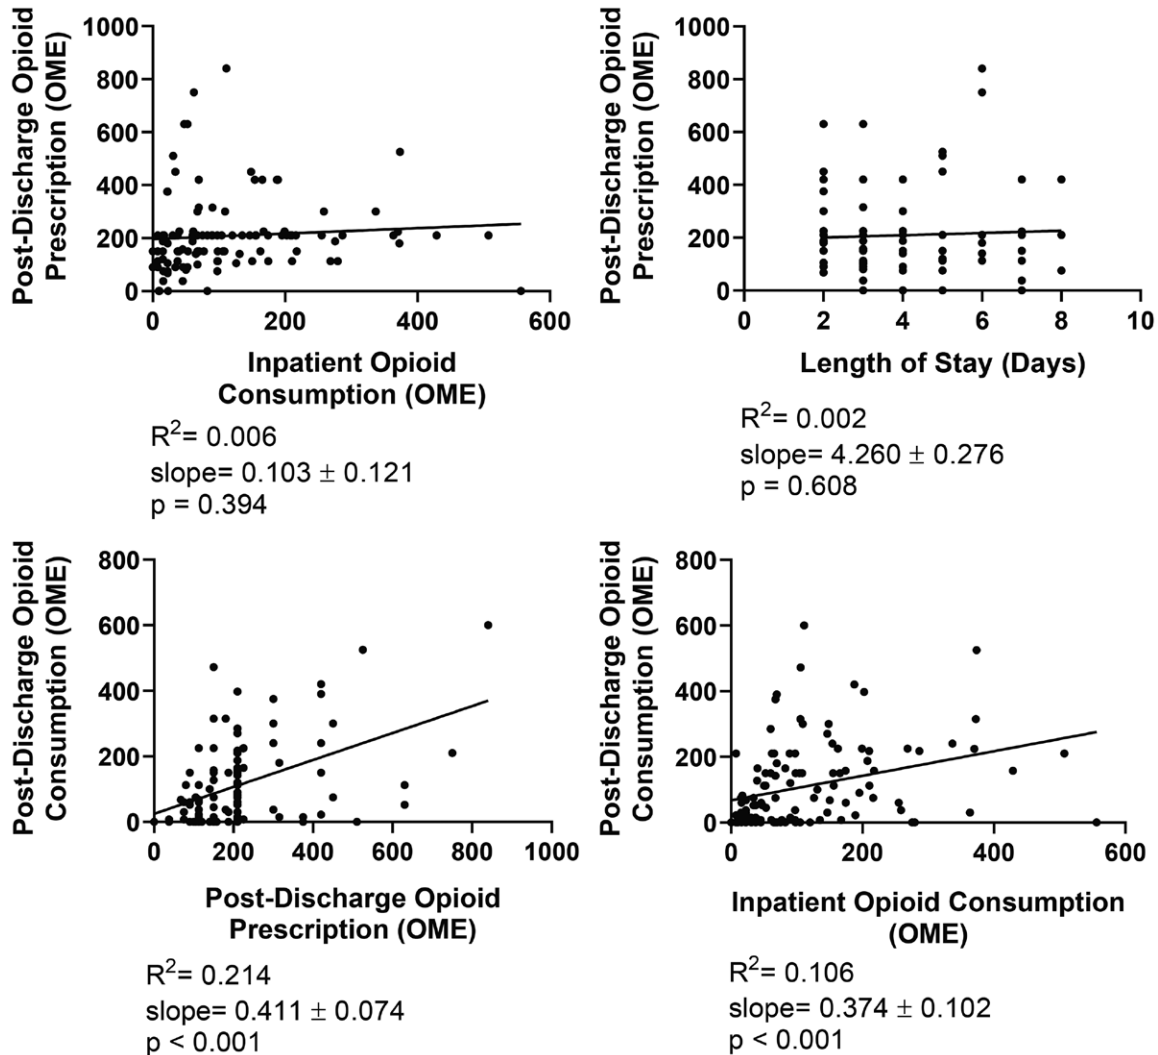 Post-Discharge Opioid
Prescription (OME)
1000
800
600
400
200
0
0 200 400 600
Inpatient Opioid
Consumption (OME)
R²= 0.006
slope= 0.103 ± 0.121
p = 0.394
Post-Discharge Opioid
Prescription (OME)
1000
800
600
400
200
0
0 2 4 6 8 10
Length of Stay (Days)
R²= 0.002
slope= 4.260 ± 0.276
p = 0.608
Post-Discharge Opioid
Consumption (OME)
800
600
400
200
0
0 200 400 600 800 1000
Post-Discharge Opioid
Prescription (OME)
R²= 0.214
slope= 0.411 ± 0.074
p < 0.001
Post-Discharge Opioid
Consumption (OME)
800
600
400
200
0
0 200 400 600
Inpatient Opioid Consumption
(OME)
R²= 0.106
slope= 0.374 ± 0.102
p < 0.001